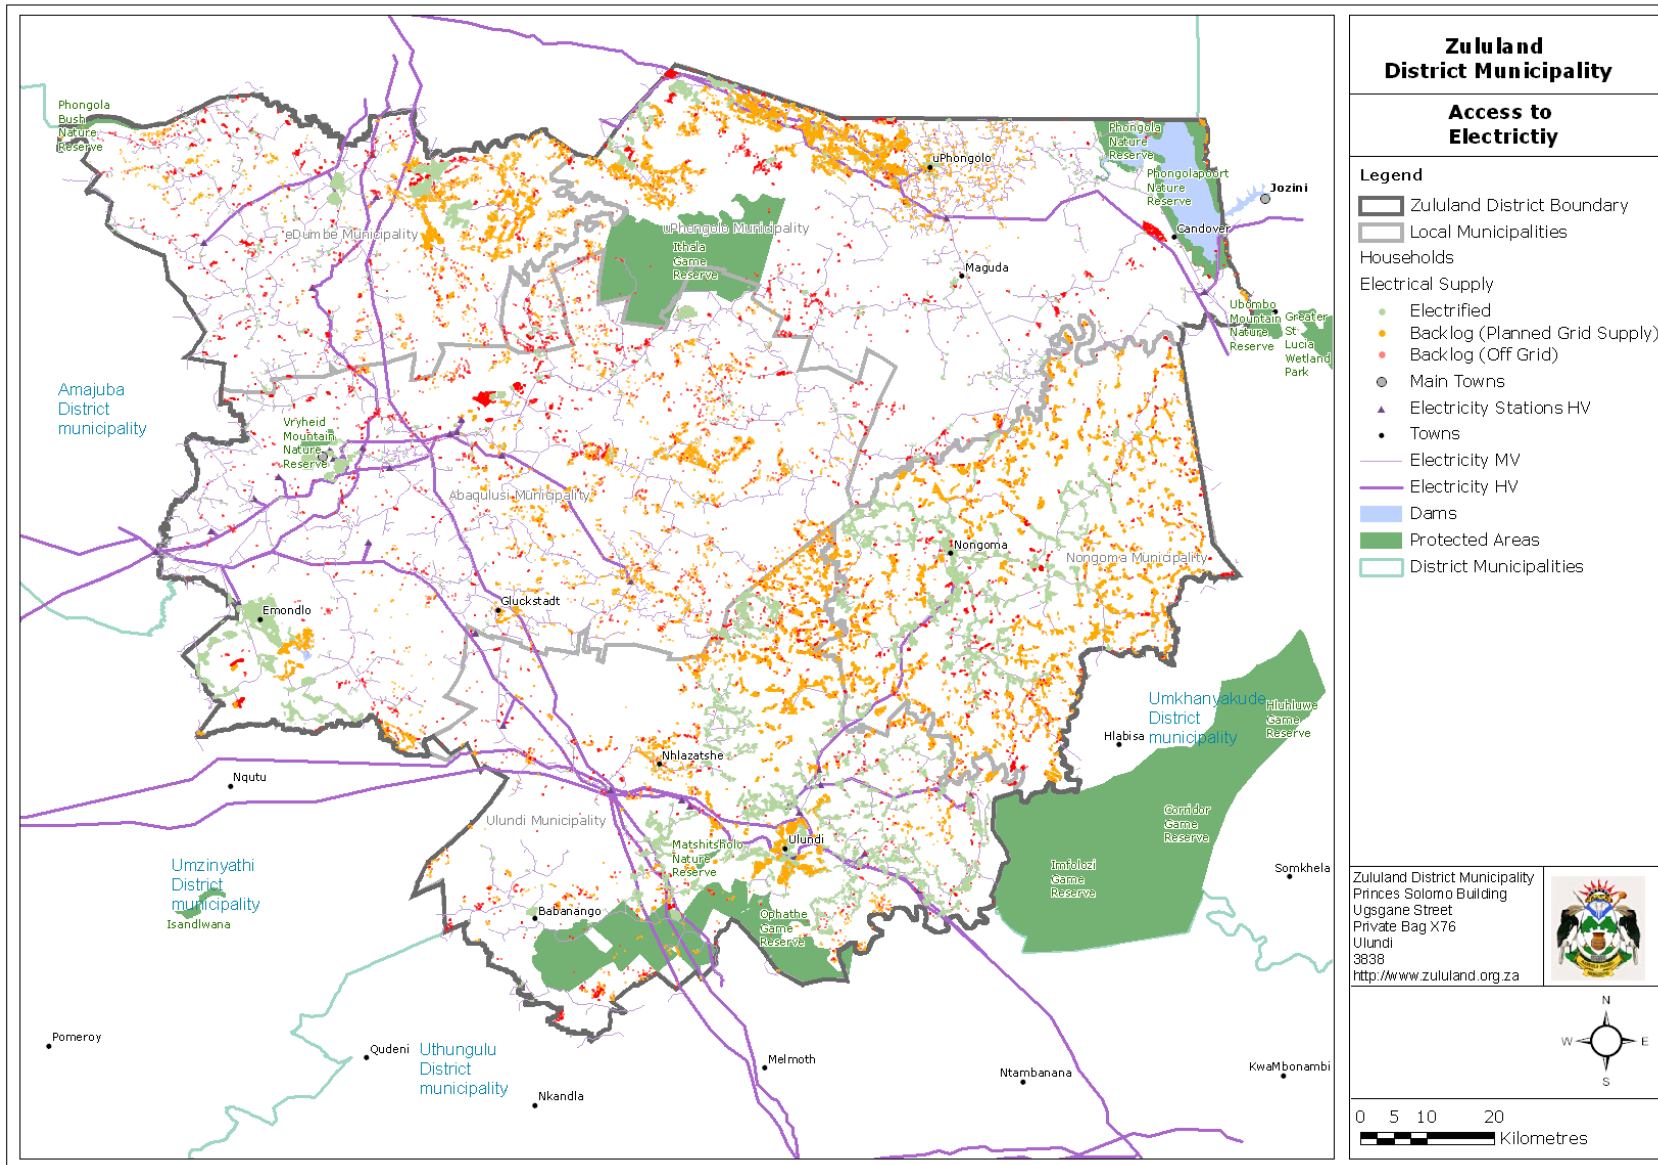 Zululand
District Municipality
Access to
Electrictiy
Legend
Zululand District Boundary
Local Municipalities
Households
Electrical Supply
Electrified
Backlog (Planned Grid Supply)
Backlog (Off Grid)
Main Towns
Electricity Stations HV
Towns
Electricity MV
Electricity HV
Dams
Protected Areas
District Municipalities
Zululand District Municipality
Princes Solomo Building
Ugsgane Street
Private Bag X76
Ulundi
3838
http://www.zululand.org.za
N
W
E
S
0 5 10 20
Kilometres
Phongola
Bush
Nature
Reserve
eDumbe Municipality
uPhongolo Municipality
Ithala
Game
Reserve
uPhongolo
Phongola
Nature
Reserve
Phongolapoort
Nature
Reserve
Jozini
Candover
Maguda
Ubombo
Mountain
Nature
Reserve
Greater
St
Lucia
Wetland
Park
Amajuba
District
municipality
Vryheid
Mountain
Nature
Reserve
Abaqulusi Municipality
Nongoma
Nongoma Municipality
Gluckstadt
Emondlo
Umkhanyakude
District
municipality
Hluhluwe
Game
Reserve
Hlabisa
Nhlazatshe
Nqutu
Ulundi Municipality
Ulundi
Matshitsholo
Nature
Reserve
Corridor
Game
Reserve
Imfolozi
Game
Reserve
Somkhela
Umzinyathi
District
municipality
Isandlwana
Babanango
Ophathe
Game
Reserve
Pomeroy
Qudeni
Uthungulu
District
municipality
Nkandla
Melmoth
Ntambanana
KwaMbonambi